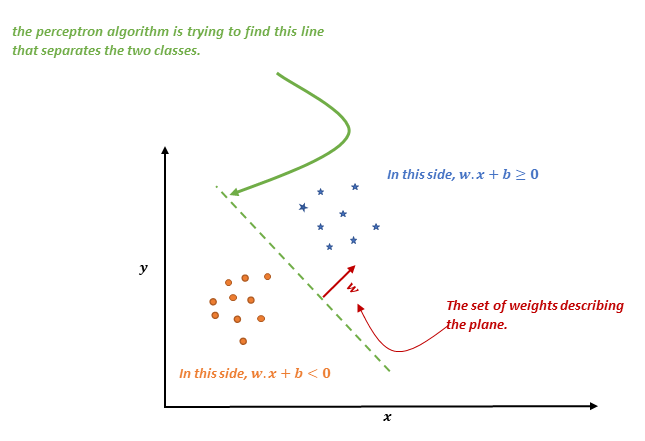 the perceptron algorithm is trying to find this line
that separates the two classes.
In this side, w.x + b ≥ 0
y
w
The set of weights describing
the plane.
In this side, w.x + b < 0
x